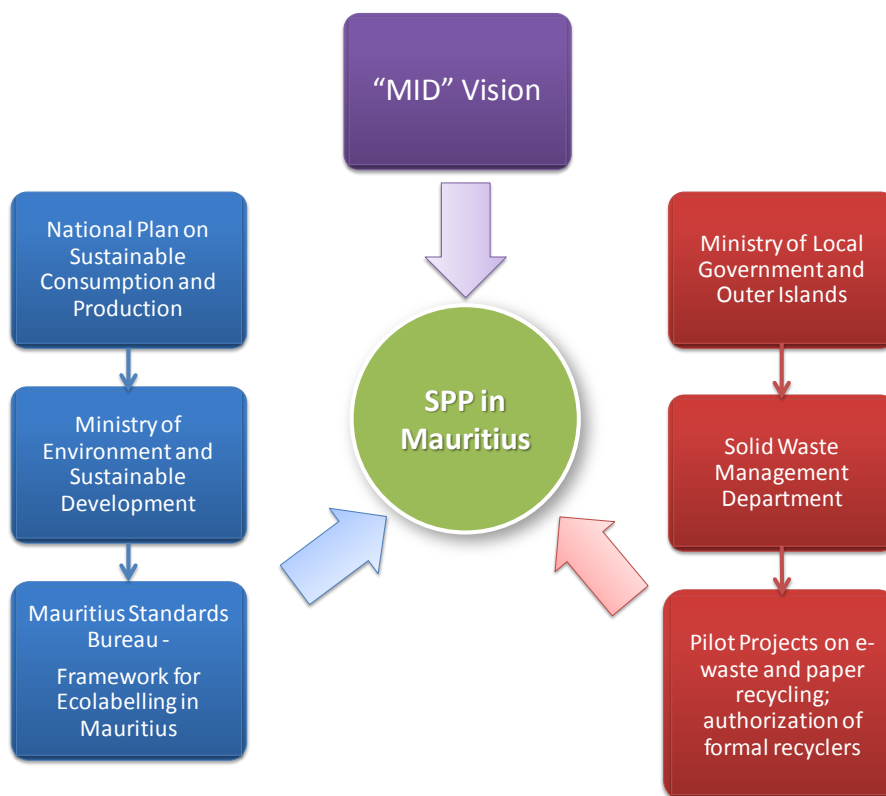 “MID” Vision
National Plan on
Sustainable
Consumption and
Production
Ministry of
Environment and
Sustainable
Development
Mauritius Standards
Bureau -
Framework for
Ecolabelling in
Mauritius
SPP in
Mauritius
Ministry of Local
Government and
Outer Islands
Solid Waste
Management
Department
Pilot Projects on e-
waste and paper
recycling;
authorization of
formal recyclers